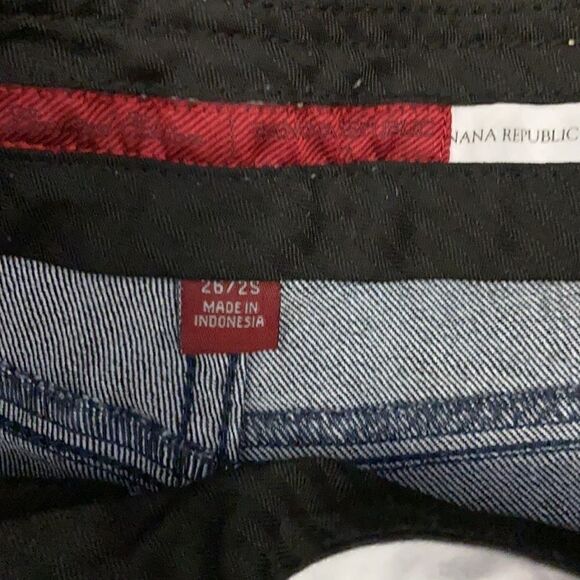 NANA REPUBLIC
26/2S
MADE IN
INDONESIA